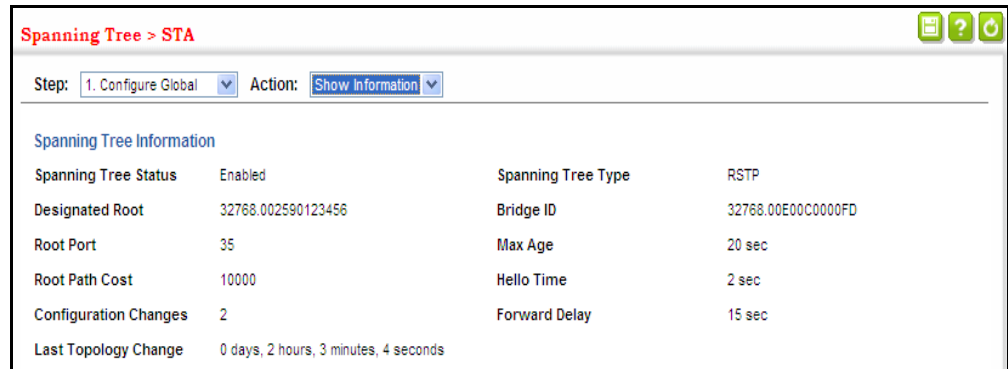 Spanning Tree > STA
Step: 1. Configure Global Action: Show Information
Spanning Tree Information
Spanning Tree Status Enabled Spanning Tree Type RSTP
Designated Root 32768.002590123456 Bridge ID 32768.00E00C0000FD
Root Port 35 Max Age 20 sec
Root Path Cost 10000 Hello Time 2 sec
Configuration Changes 2 Forward Delay 15 sec
Last Topology Change 0 days, 2 hours, 3 minutes, 4 seconds